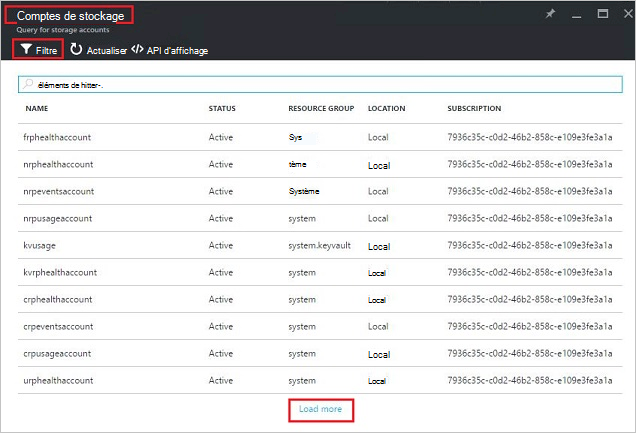 Comptes de stockage
Query for storage accounts
Filtre Actualiser </> API d'affichage
éléments de hitter-.
NAME STATUS RESOURCE GROUP LOCATION SUBSCRIPTION
frphealthaccount Active Sys Local 7936c35c-c0d2-46b2-858c-e109e3fe3a1a
nrphealthaccount Active tème Local 7936c35c-c0d2-46b2-858c-e109e3fe3a1a
nrpeventsaccount Active Système Local 7936c35c-c0d2-46b2-858c-e109e3fe3a1a
nrpusageaccount Active system Local 7936c35c-c0d2-46b2-858c-e109e3fe3a1a
kvusage Active system.keyvault Local 7936c35c-c0d2-46b2-858c-e109e3fe3a1a
kvrphealthaccount Active system Local 7936c35c-c0d2-46b2-858c-e109e3fe3a1a
crphealthaccount Active system Local 7936c35c-c0d2-46b2-858c-e109e3fe3a1a
crpeventsaccount Active system Local 7936c35c-c0d2-46b2-858c-e109e3fe3a1a
crpusageaccount Active system Local 7936c35c-c0d2-46b2-858c-e109e3fe3a1a
urphealthaccount Active system Local 7936c35c-c0d2-46b2-858c-e109e3fe3a1a
Load more